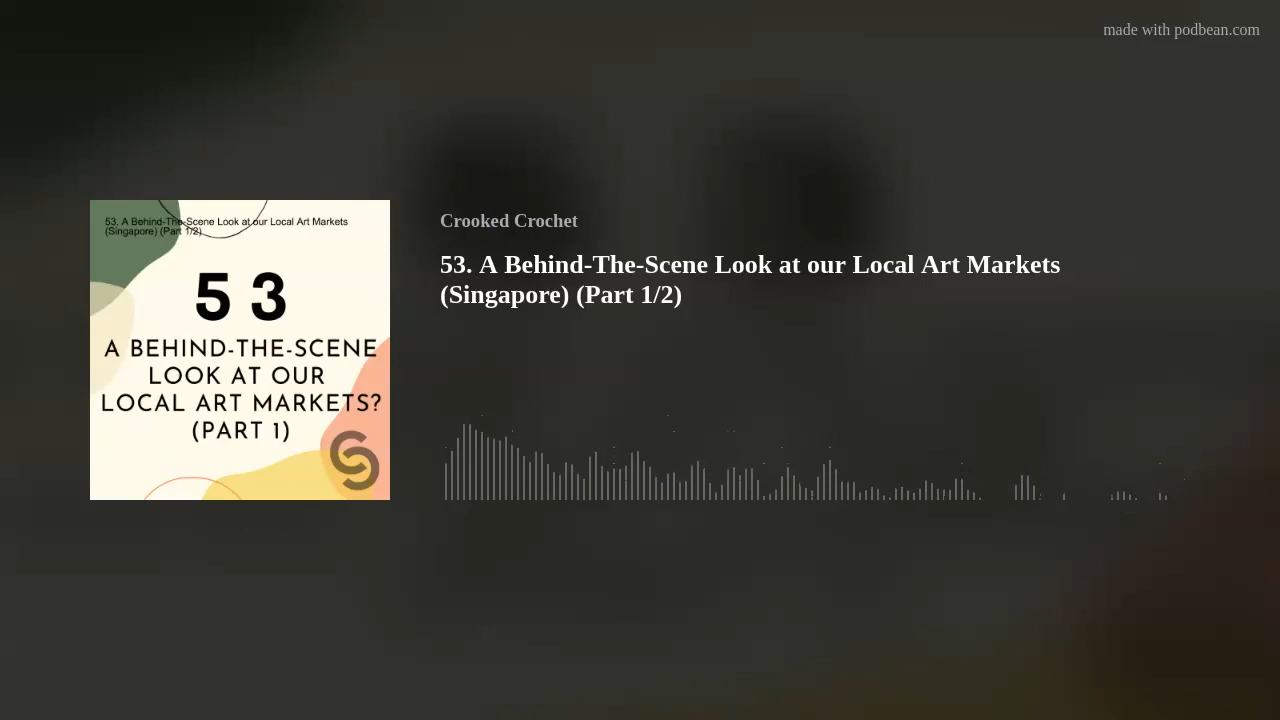 made with podbean.com
53. A Behind-The-Scene Look at our Local Art Markets
(Singapore) (Part 1/2)
53
A BEHIND-THE-SCENE
LOOK AT OUR
LOCAL ART MARKETS?
(PART 1)
Crooked Crochet
53. A Behind-The-Scene Look at our Local Art Markets
(Singapore) (Part 1/2)